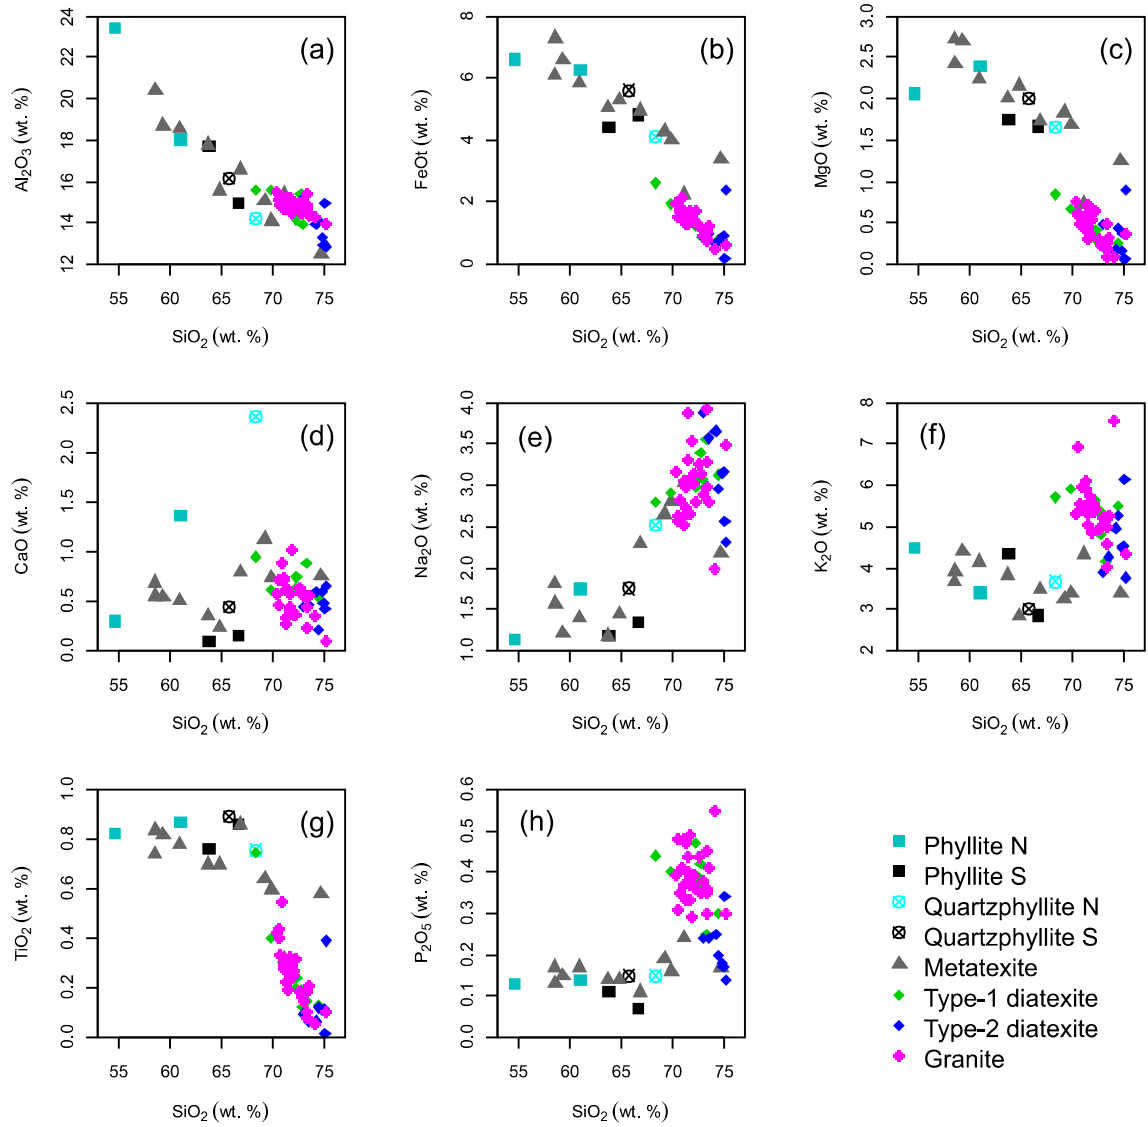 (a)
Al₂O₃ (wt. %)
12 14 16 18 20 22 24
55 60 65 70 75
SiO₂ (wt. %)
(b)
FeOt (wt. %)
0 2 4 6 8
55 60 65 70 75
SiO₂ (wt. %)
(c)
MgO (wt. %)
0.0 0.5 1.0 1.5 2.0 2.5 3.0
55 60 65 70 75
SiO₂ (wt. %)
(d)
CaO (wt. %)
0.0 0.5 1.0 1.5 2.0 2.5
55 60 65 70 75
SiO₂ (wt. %)
(e)
Na₂O (wt. %)
1.0 1.5 2.0 2.5 3.0 3.5 4.0
55 60 65 70 75
SiO₂ (wt. %)
(f)
K₂O (wt. %)
2 3 4 5 6 7 8
55 60 65 70 75
SiO₂ (wt. %)
(g)
TiO₂ (wt. %)
0.0 0.2 0.4 0.6 0.8 1.0
55 60 65 70 75
SiO₂ (wt. %)
(h)
P₂O₅ (wt. %)
0.0 0.1 0.2 0.3 0.4 0.5 0.6
55 60 65 70 75
SiO₂ (wt. %)
Phyllite N
Phyllite S
Quartzphyllite N
Quartzphyllite S
Metatexite
Type-1 diatexite
Type-2 diatexite
Granite